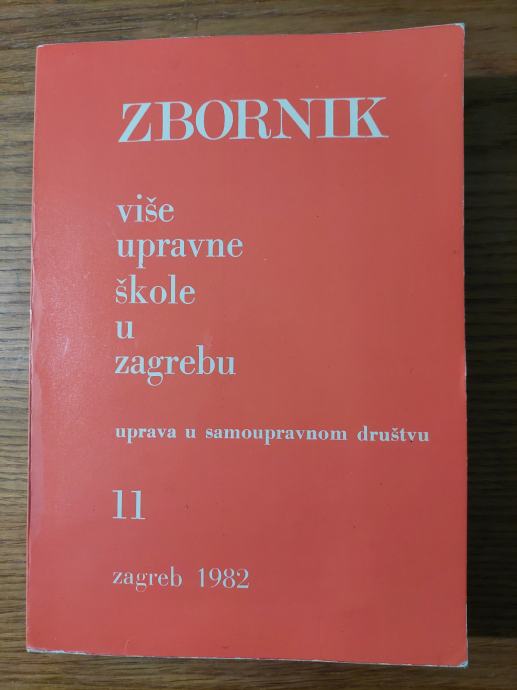 ZBORNIK
više
upravne
škole
u
zagrebu
uprava u samoupravnom društvu
11
zagreb 1982